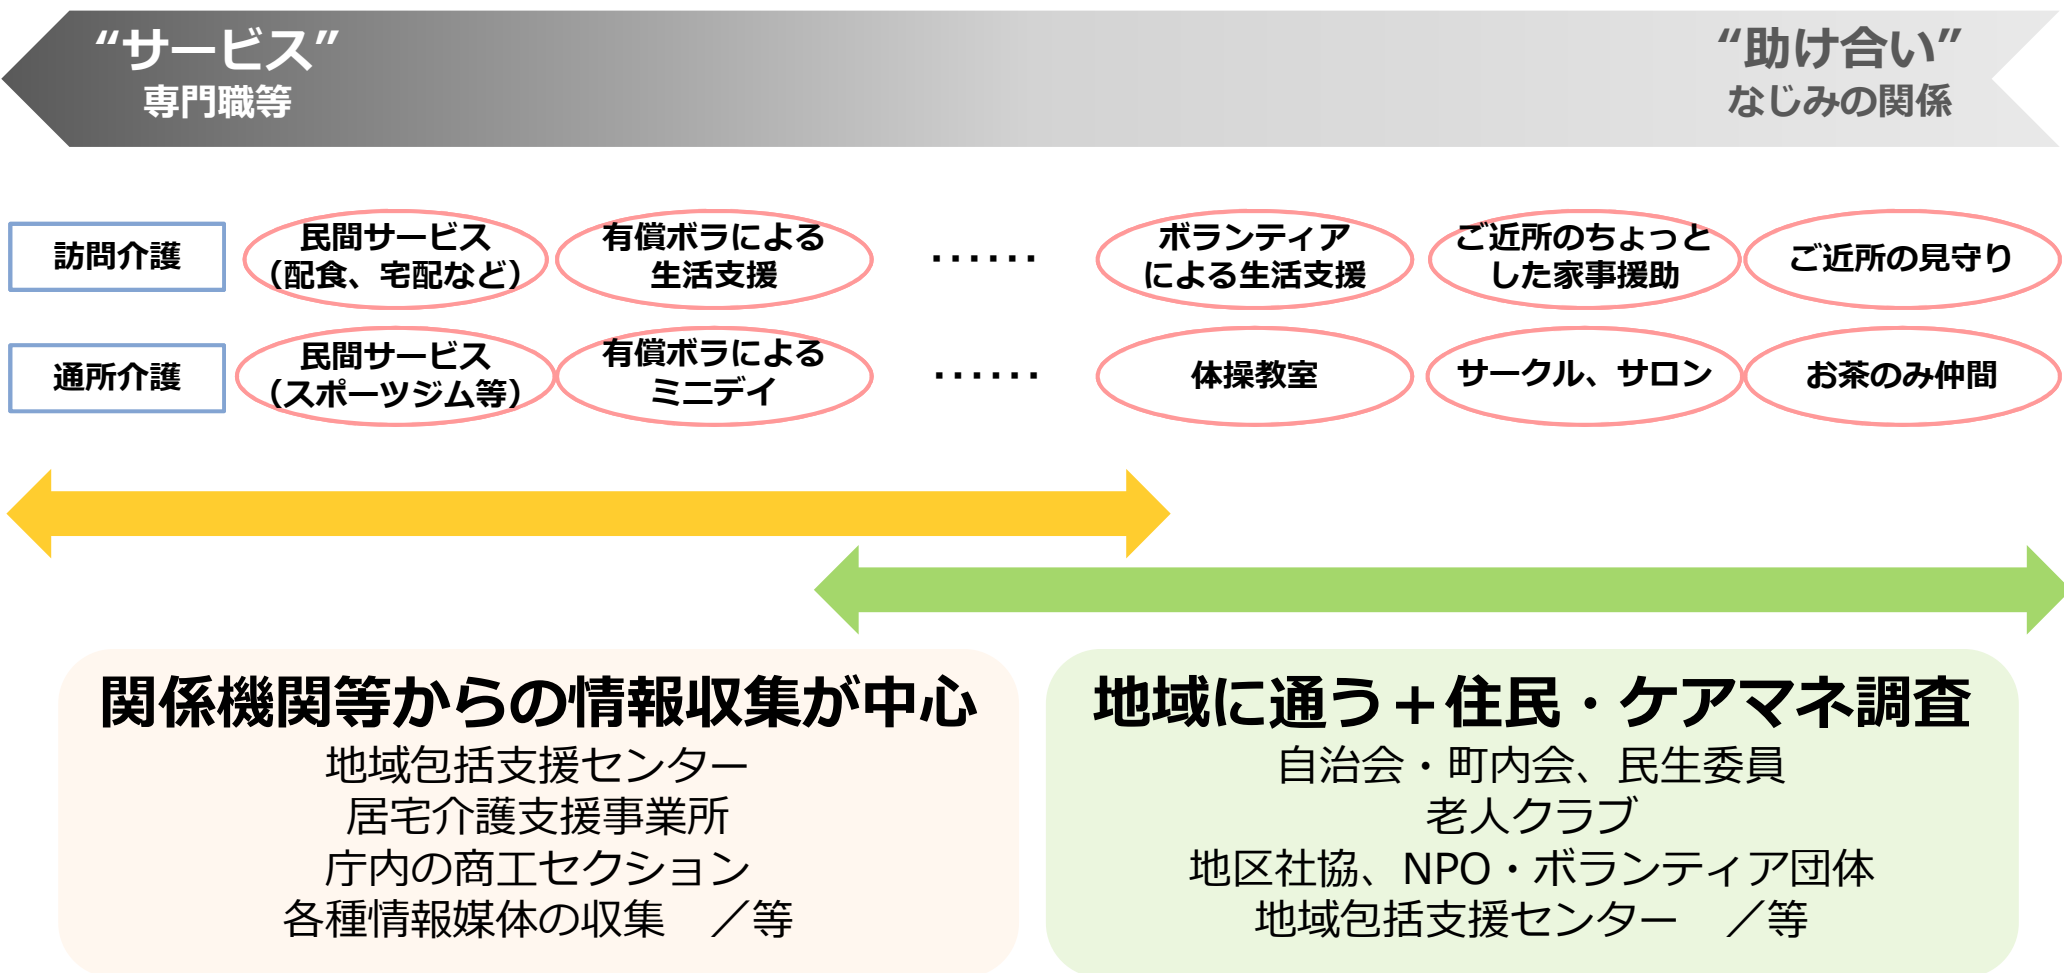 “サービス”
専門職等
“助け合い”
なじみの関係
訪問介護
民間サービス
（配食、宅配など）
有償ボラによる
生活支援
‥‥‥
ボランティア
による生活支援
ご近所のちょっと
した家事援助
ご近所の見守り
通所介護
民間サービス
（スポーツジム等）
有償ボラによる
ミニデイ
‥‥‥
体操教室
サークル、サロン
お茶のみ仲間
関係機関等からの情報収集が中心
地域包括支援センター
居宅介護支援事業所
庁内の商工セクション
各種情報媒体の収集　／等
地域に通う＋住民・ケアマネ調査
自治会・町内会、民生委員
老人クラブ
地区社協、NPO・ボランティア団体
地域包括支援センター　／等